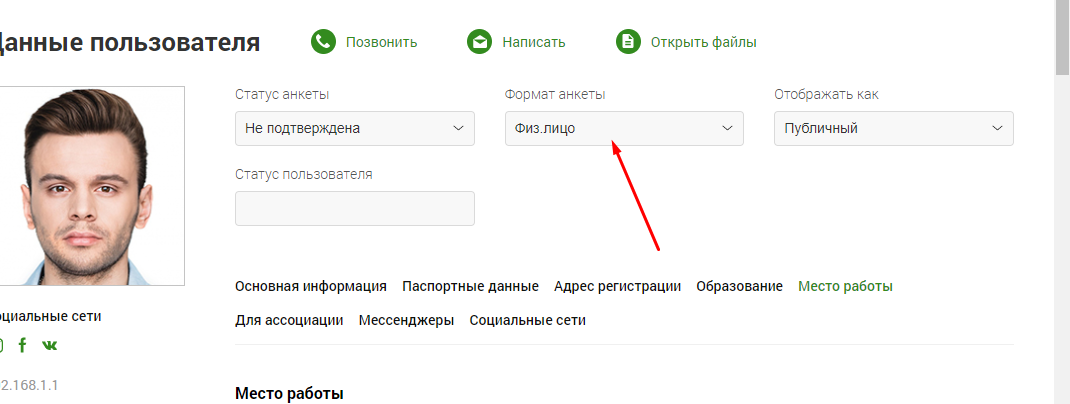 Данные пользователя Позвонить Написать Открыть файлы
Статус анкеты Формат анкеты Отображать как
Не подтверждена Физ.лицо Публичный
Статус пользователя
Основная информация Паспортные данные Адрес регистрации Образование Место работы
Для ассоциации Мессенджеры Социальные сети
оциальные сети
2.168.1.1
Место работы